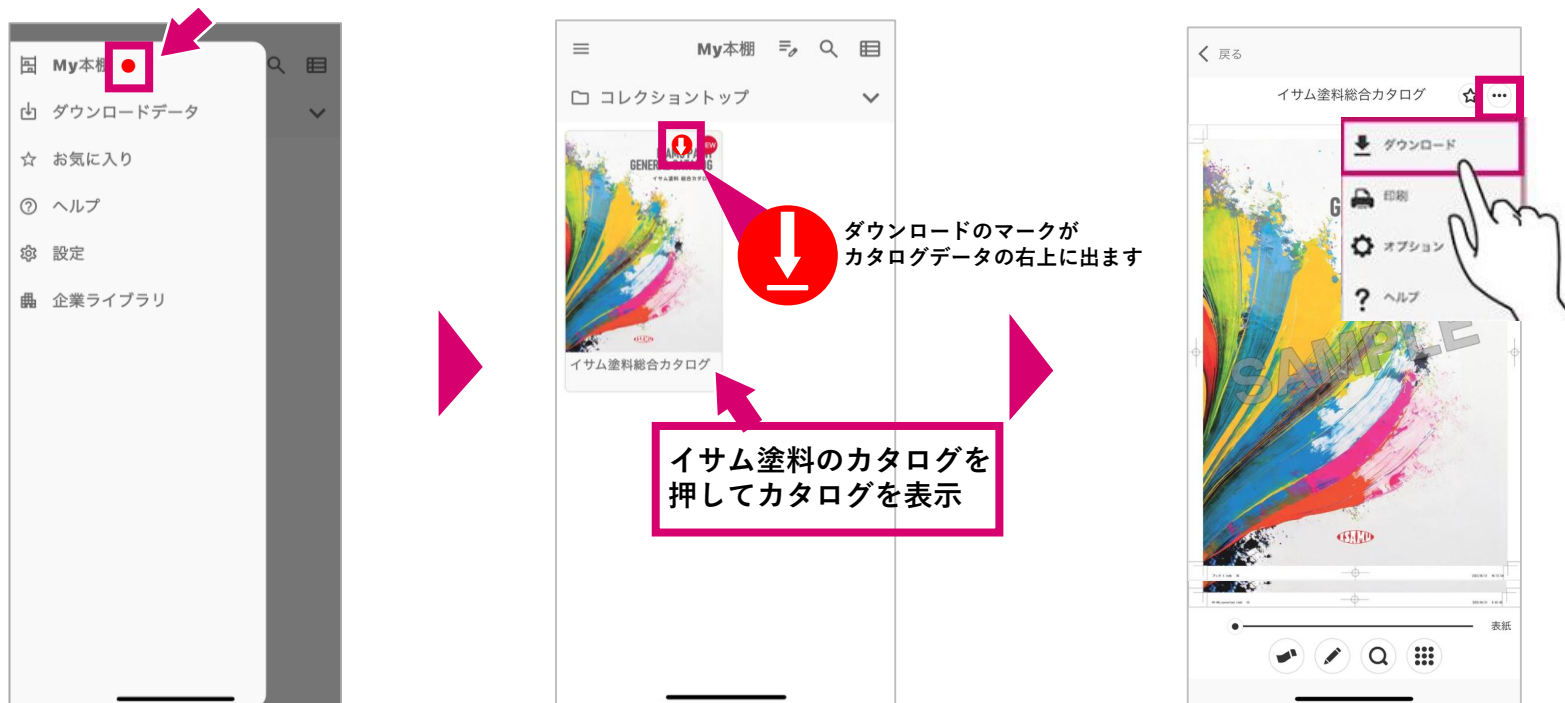 My本棚
ダウンロードデータ
お気に入り
ヘルプ
設定
企業ライブラリ
My本棚
コレクショントップ
GENERAL CATALOG
イサム塗料 総合カタログ
イサム塗料総合カタログ
ダウンロードのマークが
カタログデータの右上に出ます
イサム塗料のカタログを
押してカタログを表示
戻る
イサム塗料総合カタログ
ダウンロード
印刷
オプション
ヘルプ
SAMPLE
ISAMU
表紙